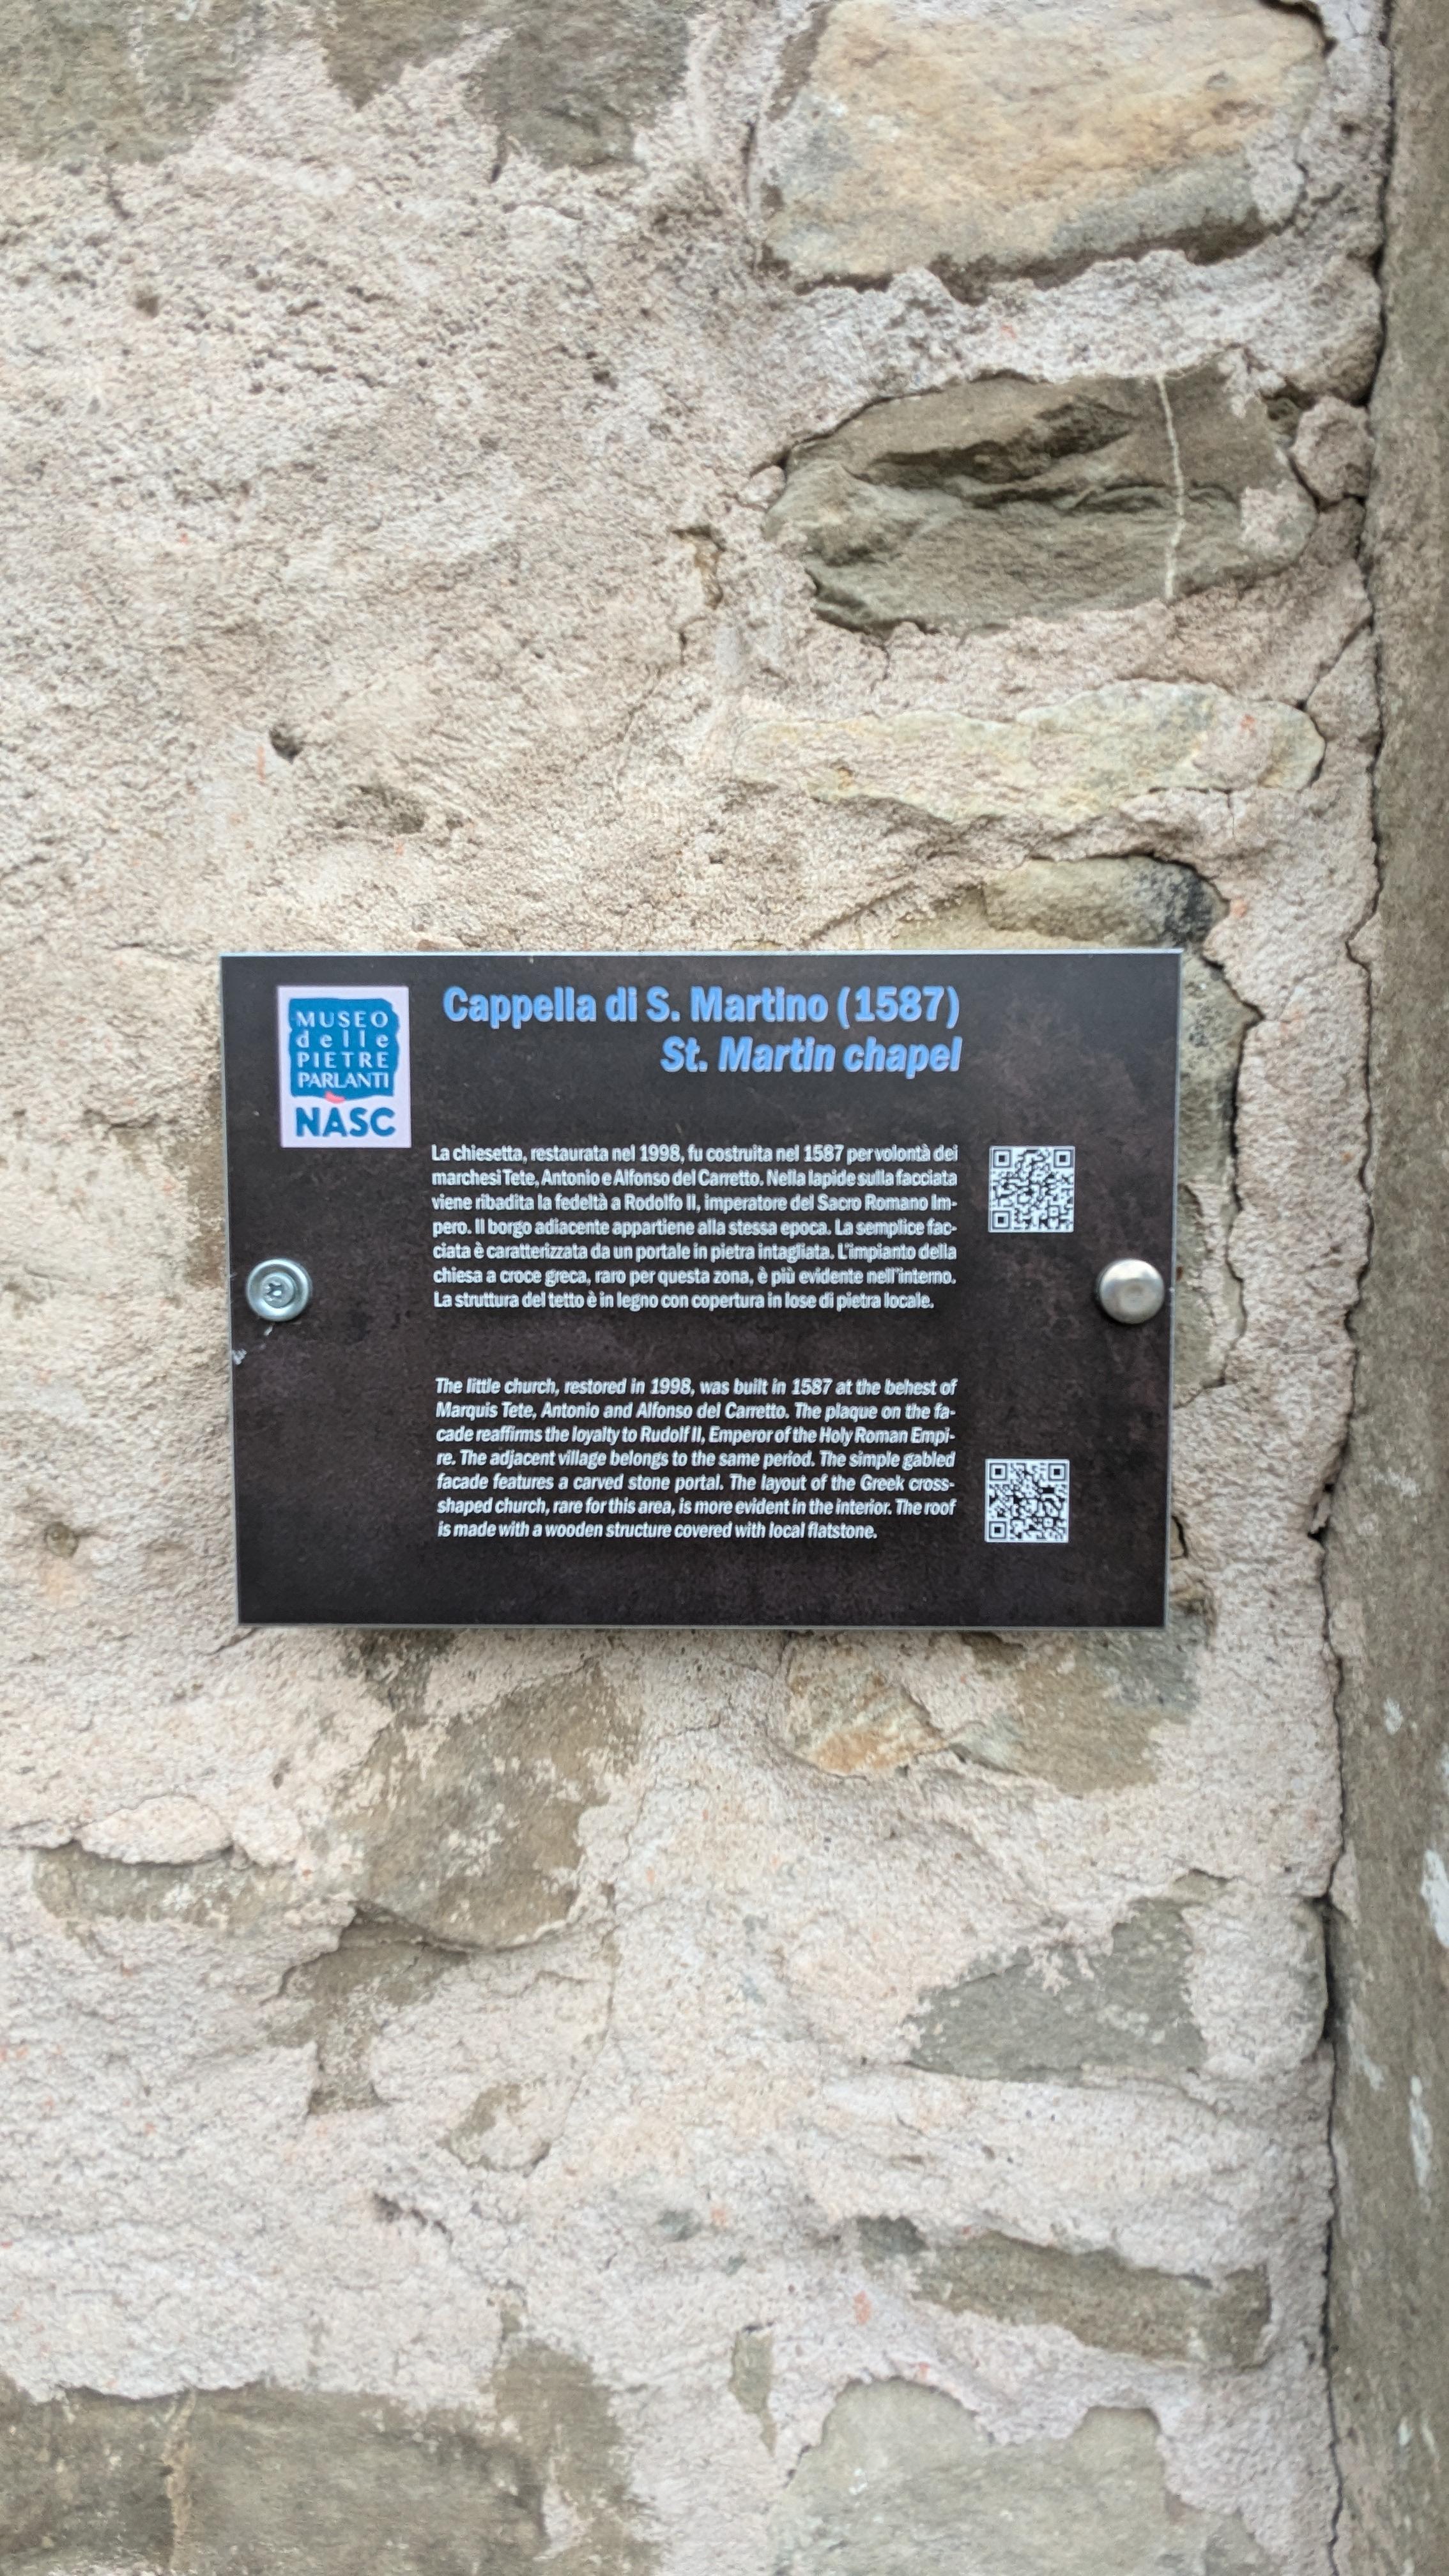 MUSEO
delle
PIETRE
PARLANTI
NASC
Cappella di S. Martino (1587)
St. Martin chapel
La chiesetta, restaurata nel 1998, fu costruita nel 1587 per volontà dei
marchesi Tete, Antonio e Alfonso del Carretto. Nella lapide sulla facciata
viene ribadita la fedeltà a Rodolfo II, imperatore del Sacro Romano Im-
pero. Il borgo adiacente appartiene alla stessa epoca. La semplice fac-
ciata è caratterizzata da un portale in pietra intagliata. L'impianto della
chiesa a croce greca, raro per questa zona, è più evidente nell'interno.
La struttura del tetto è in legno con copertura in lose di pietra locale.
The little church, restored in 1998, was built in 1587 at the behest of
Marquis Tete, Antonio and Alfonso del Carretto. The plaque on the fa-
cade reaffirms the loyalty to Rudolf II, Emperor of the Holy Roman Empi-
re. The adjacent village belongs to the same period. The simple gabled
facade features a carved stone portal. The layout of the Greek cross-
shaped church, rare for this area, is more evident in the interior. The roof
is made with a wooden structure covered with local flatstone.